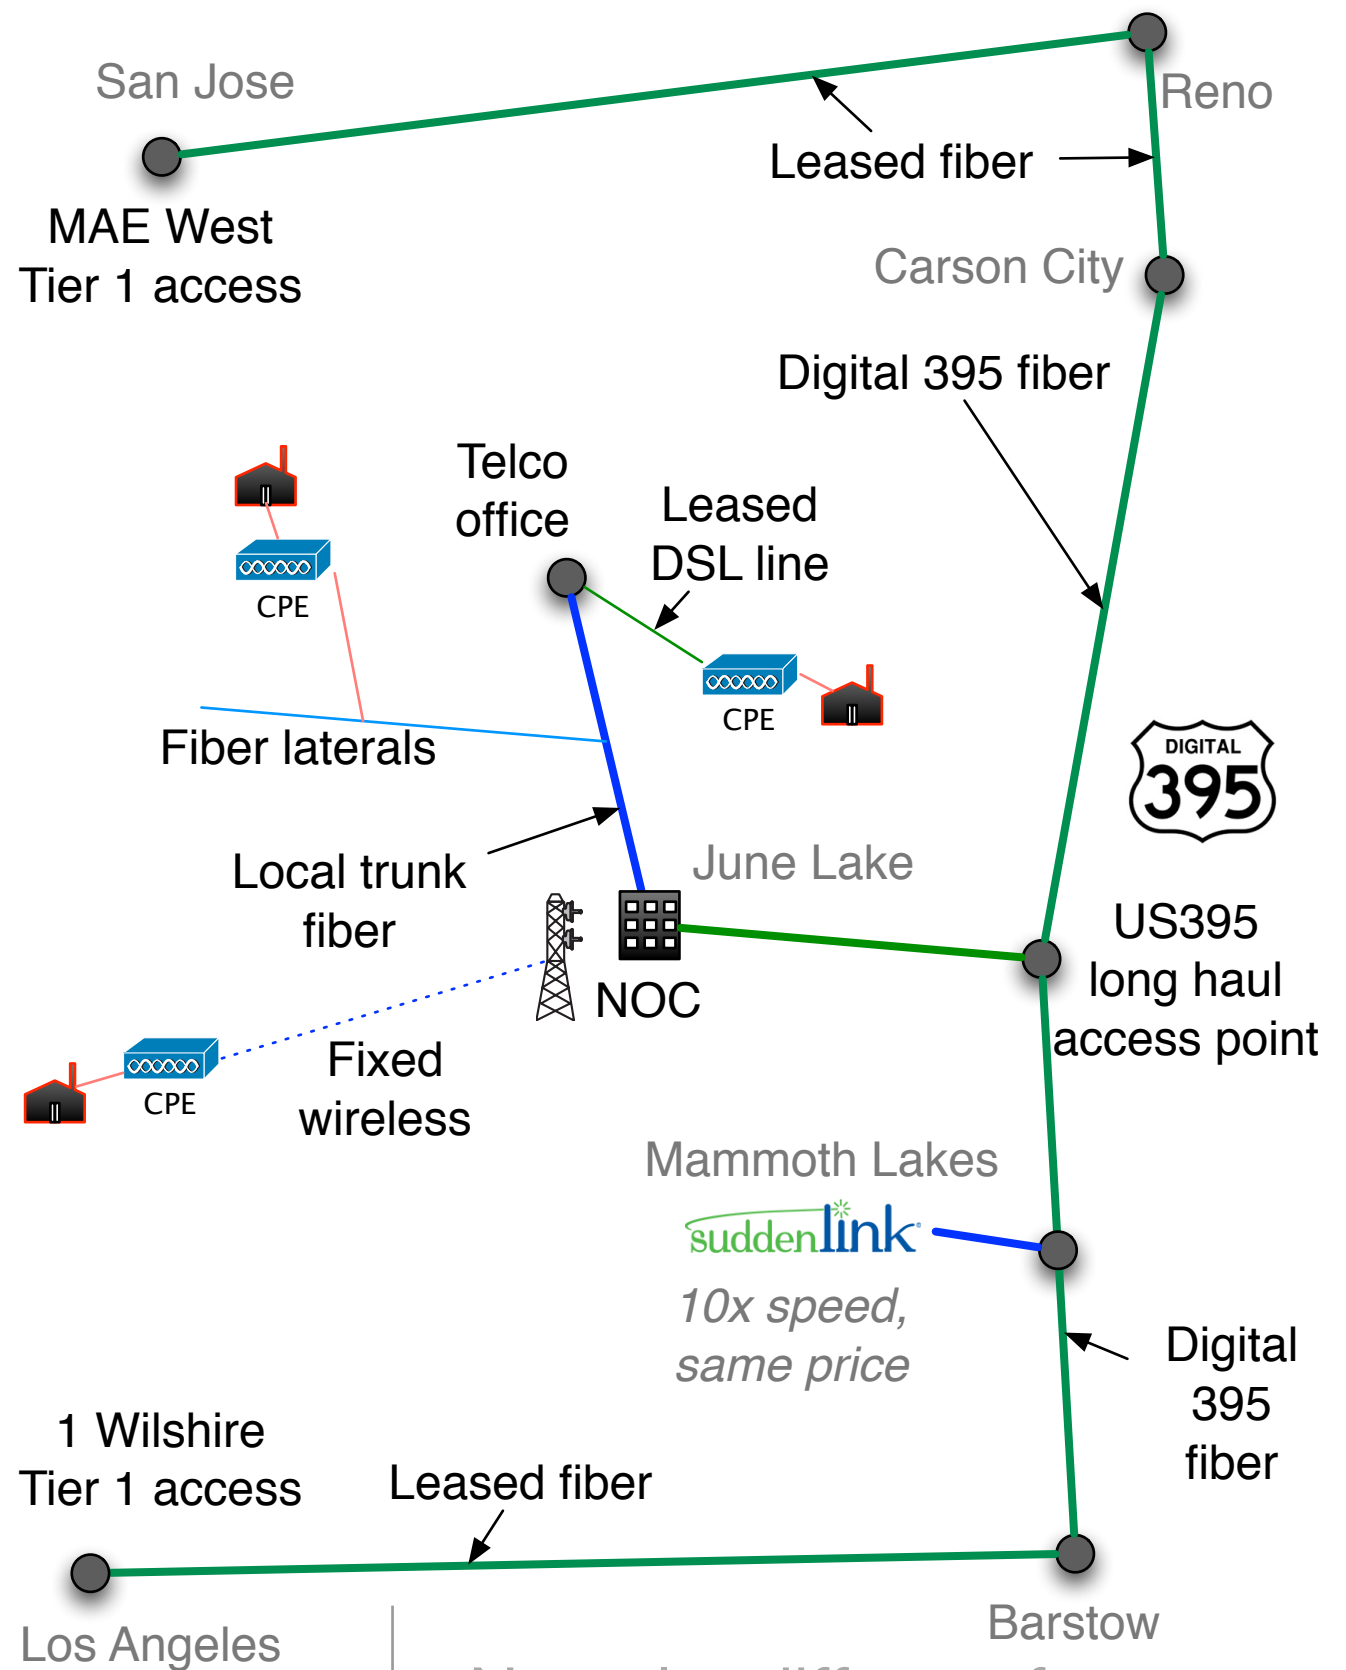 San Jose
Reno
Leased fiber
MAE West
Tier 1 access
Carson City
Digital 395 fiber
Telco
office
Leased
DSL line
CPE
CPE
Fiber laterals
DIGITAL
395
June Lake
Local trunk
fiber
US395
long haul
access point
NOC
Fixed
wireless
CPE
Mammoth Lakes
suddenlink
10x speed,
same price
Digital
395
fiber
1 Wilshire
Tier 1 access
Leased fiber
Barstow
Los Angeles